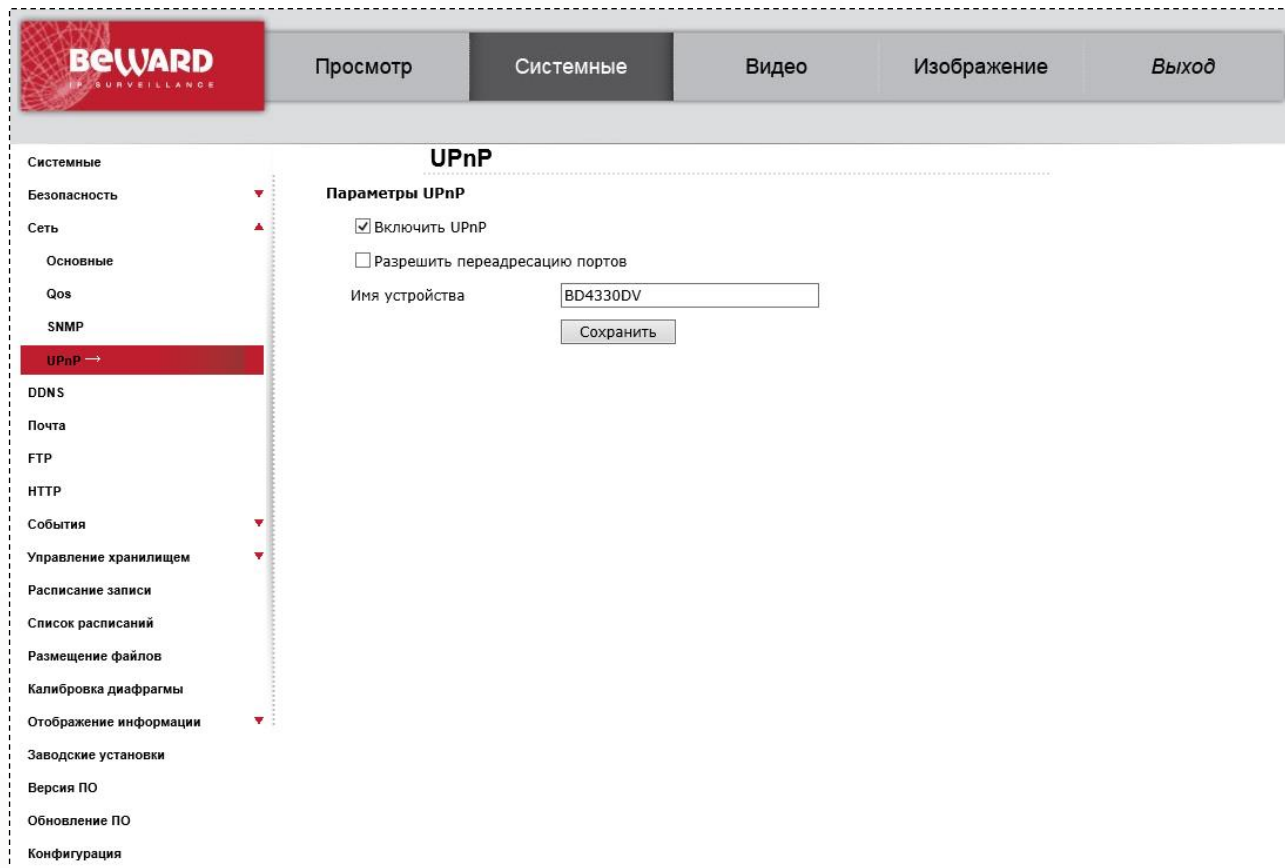 BEWARD
IP SURVEILLANCE
Просмотр
Системные
Видео
Изображение
Выход
Системные
Безопасность
Сеть
Основные
Qos
SNMP
UPnP →
DDNS
Почта
FTP
HTTP
События
Управление хранилищем
Расписание записи
Список расписаний
Размещение файлов
Калибровка диафрагмы
Отображение информации
Заводские установки
Версия ПО
Обновление ПО
Конфигурация
UPnP
Параметры UPnP
Включить UPnP
Разрешить переадресацию портов
Имя устройства BD4330DV
Сохранить